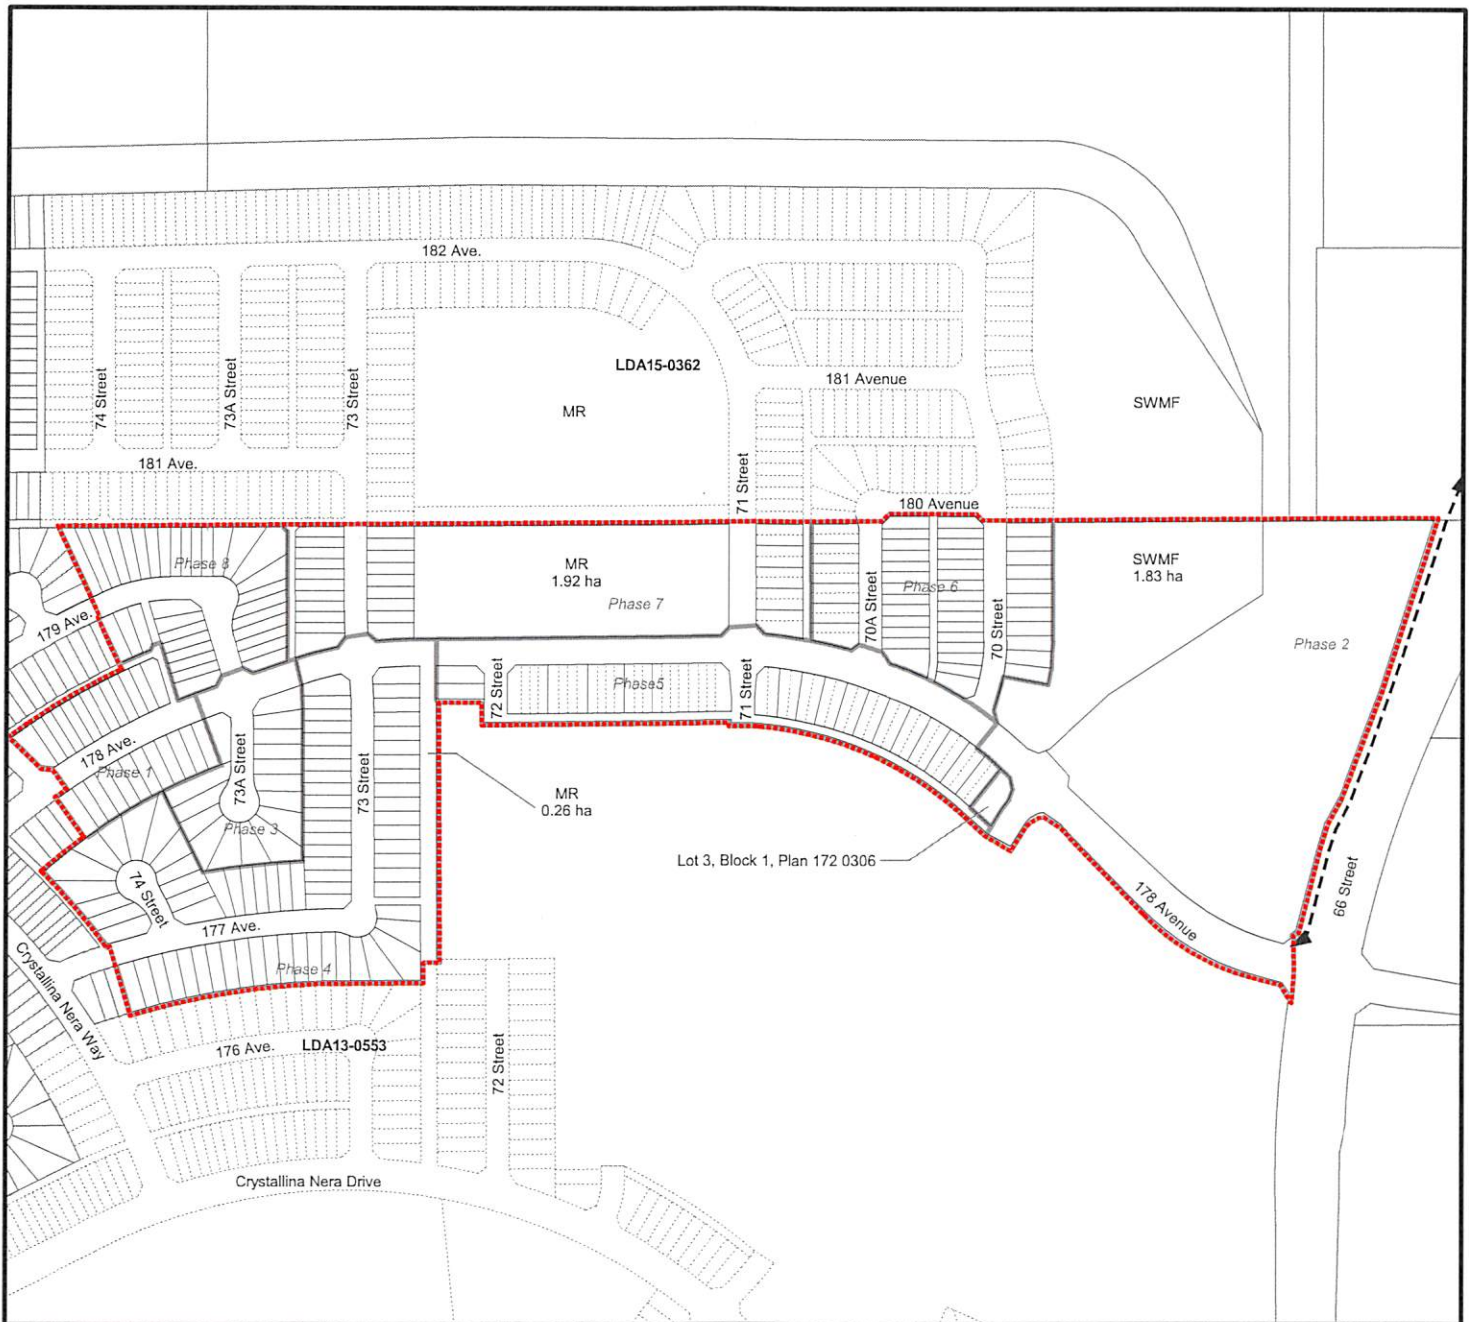 182 Ave.
LDA15-0362
74 Street
73A Street
73 Street
181 Avenue
MR
SWMF
181 Ave.
71 Street
180 Avenue
Phase 8
MR
1.92 ha
Phase 7
70A Street
Phase 6
70 Street
SWMF
1.83 ha
179 Ave.
Phase 2
72 Street
Phase5
71 Street
178 Ave.
Phase 1
73A Street
73 Street
Phase 3
MR
0.26 ha
Lot 3, Block 1, Plan 172 0306
74 Street
177 Ave.
178 Avenue
66 Street
Phase 4
Crystallina Nera Way
176 Ave.
LDA13-0553
72 Street
Crystallina Nera Drive